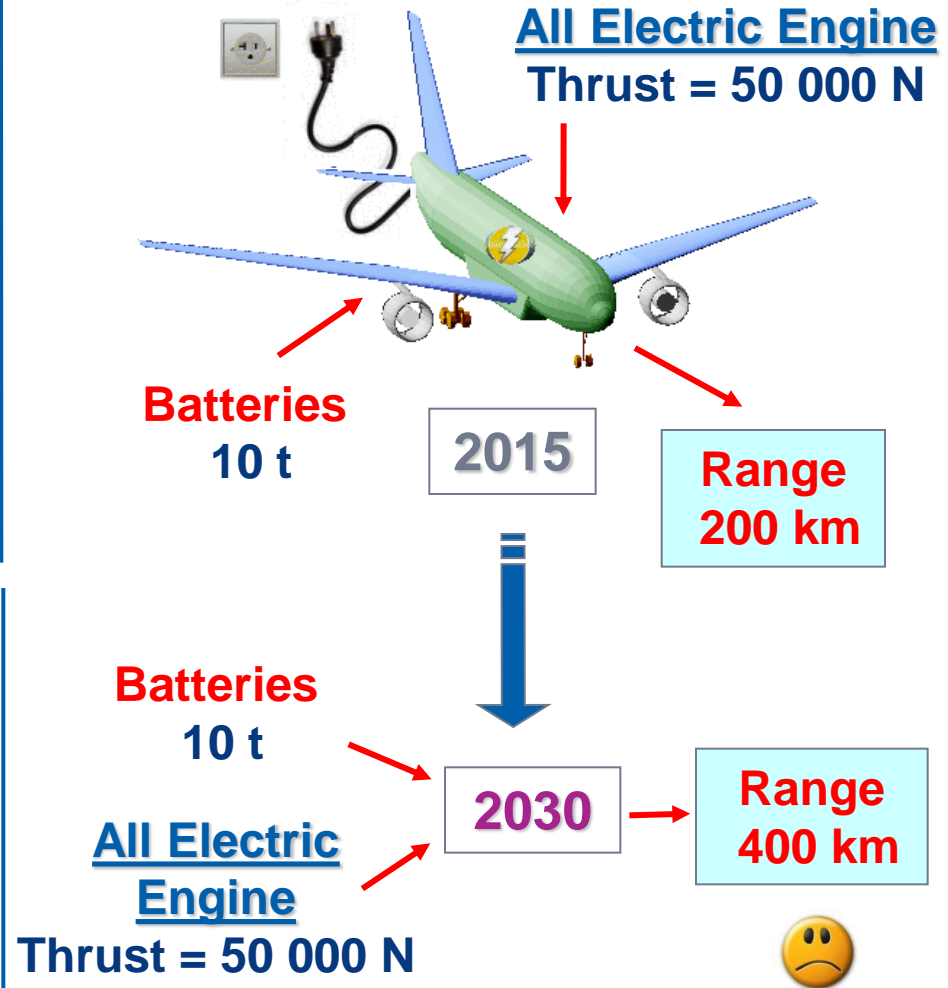 All Electric Engine
Thrust = 50 000 N
Batteries
10 t
2015
Range
200 km
Batteries
10 t
2030
Range
400 km
All Electric
Engine
Thrust = 50 000 N